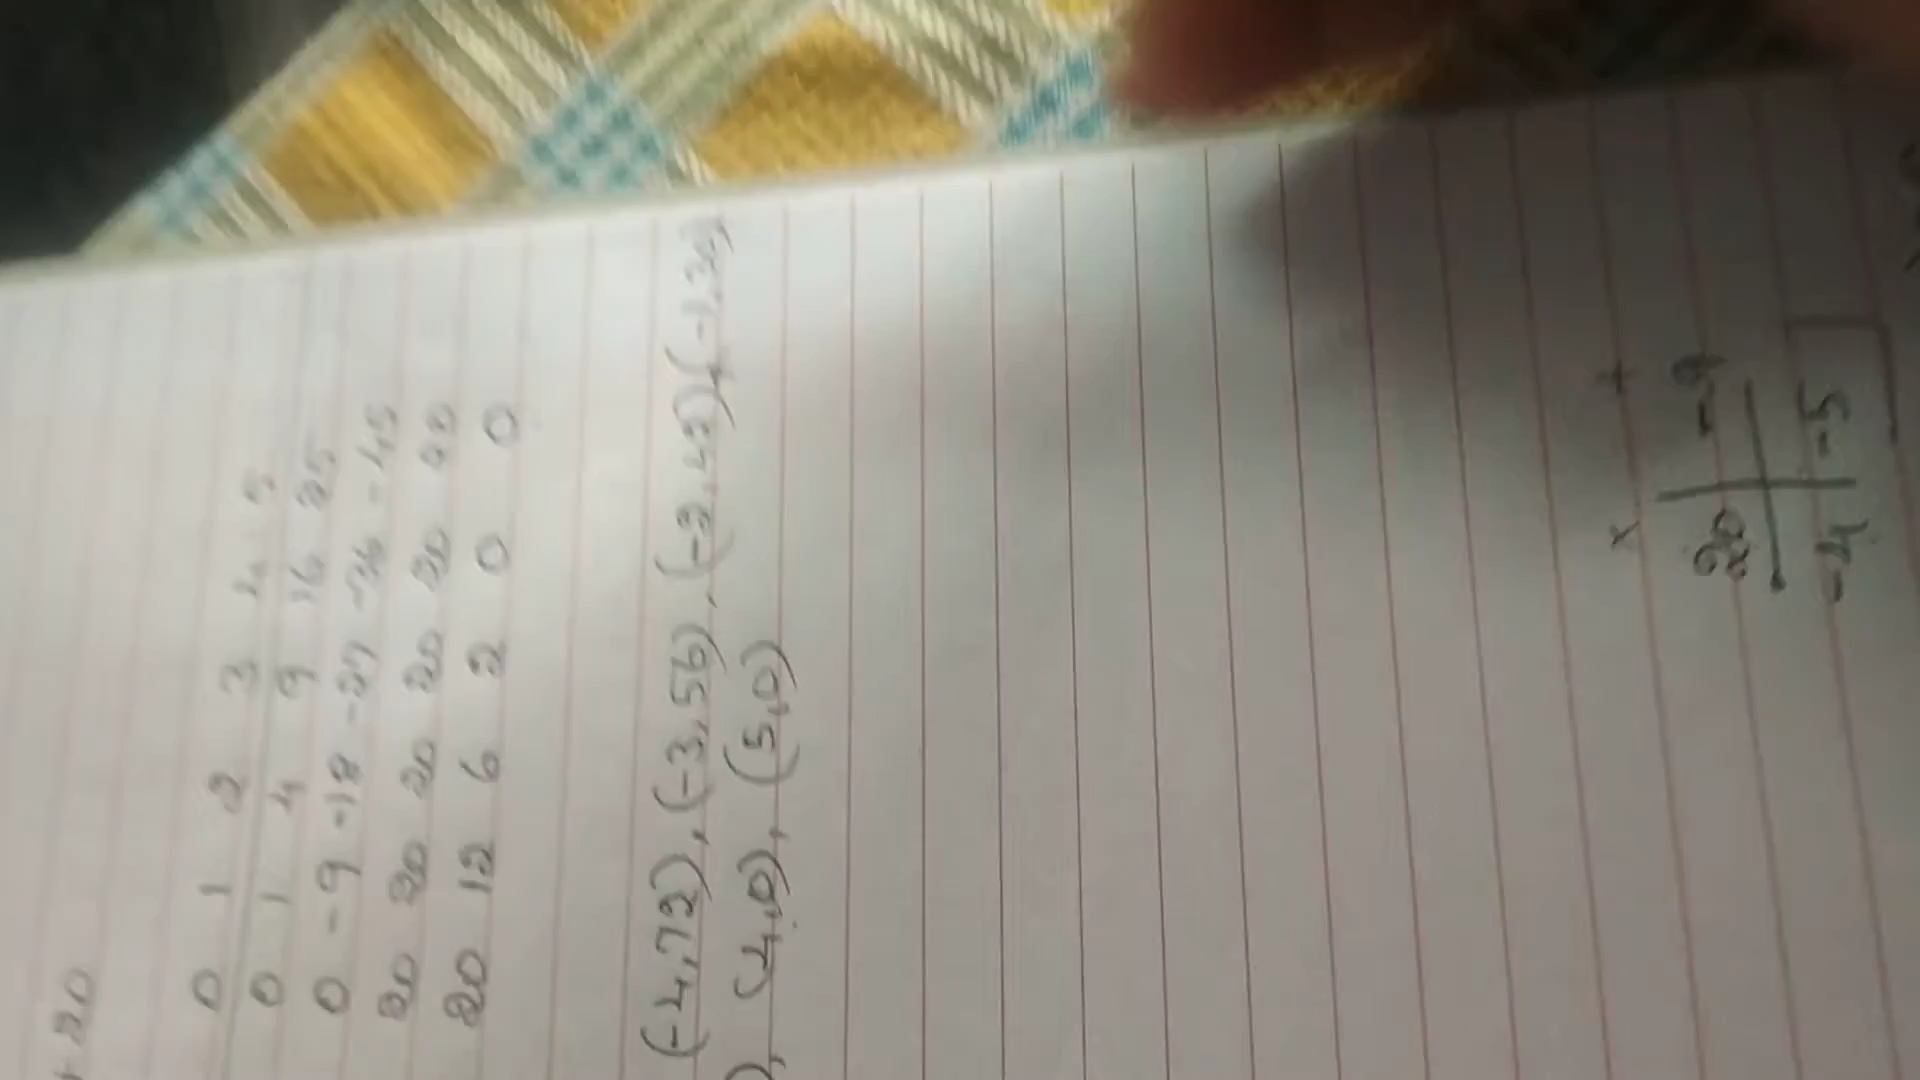 +20
0 1 2 3 4 5
0 1 4 9 16 25
0 -9 -18 -27 -36 -45
20 20 20 20 20 20
20 12 6 2 0 0
(-4,72), (-3,56), (-2,42), (-1,30)
), (4,0), (5,0)
x +
20 -9
-4 -5